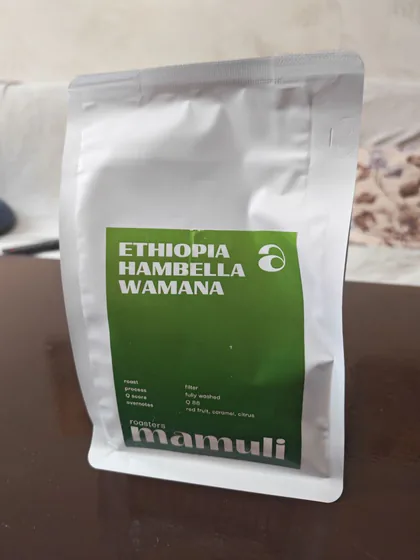 ETHIOPIA
HAMBELLA
WAMANA
roast filter
process fully washed
Q score Q 88
overnotes red fruit, caramel, citrus
roasters
mamuli